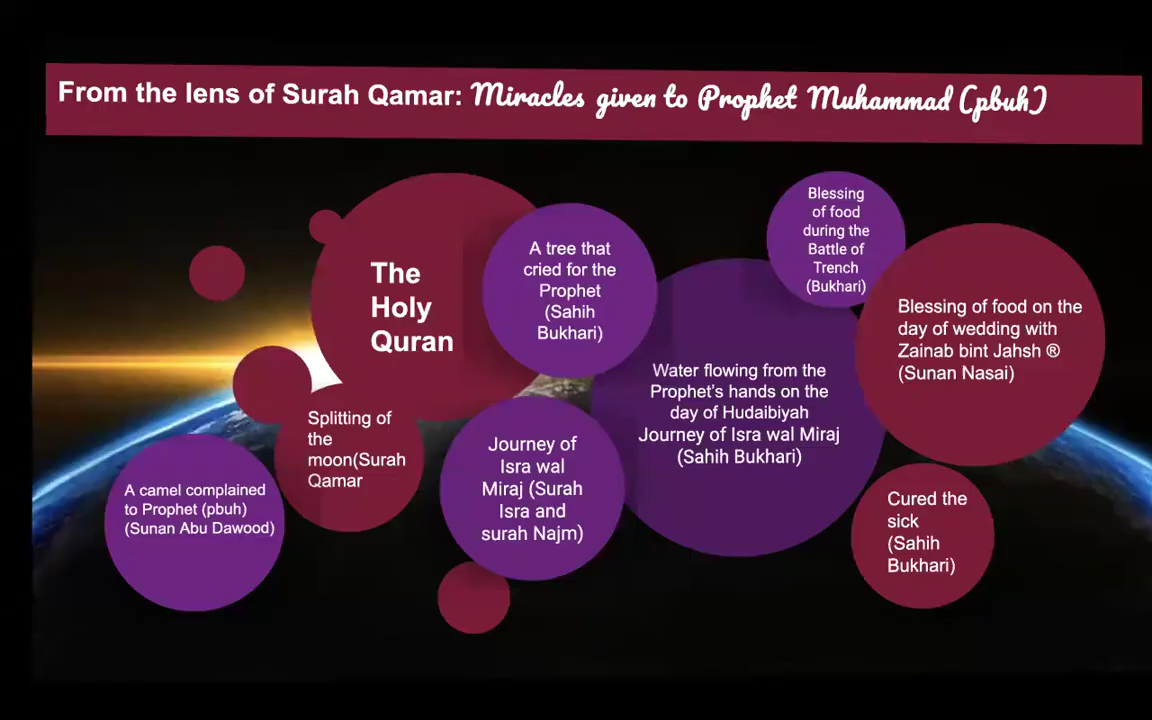 From the lens of Surah Qamar: Miracles given to Prophet Muhammad (pbuh)
The
Holy
Quran
A tree that
cried for the
Prophet
(Sahih
Bukhari)
Blessing
of food
during the
Battle of
Trench
(Bukhari)
Blessing of food on the
day of wedding with
Zainab bint Jahsh ®
(Sunan Nasai)
Water flowing from the
Prophet's hands on the
day of Hudaibiyah
Journey of Isra wal Miraj
(Sahih Bukhari)
Splitting of
the
moon(Surah
Qamar
Journey of
Isra wal
Miraj (Surah
Isra and
surah Najm)
A camel complained
to Prophet (pbuh)
(Sunan Abu Dawood)
Cured the
sick
(Sahih
Bukhari)